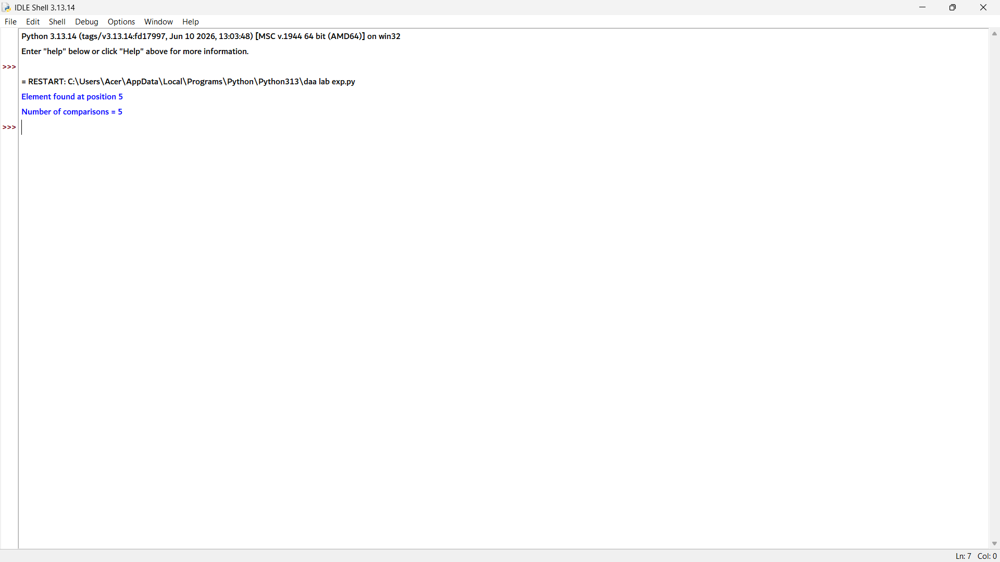 IDLE Shell 3.13.14
File Edit Shell Debug Options Window Help
Python 3.13.14 (tags/v3.13.14:fd17997, Jun 10 2026, 13:03:48) [MSC v.1944 64 bit (AMD64)] on win32
Enter "help" below or click "Help" above for more information.
>>>
= RESTART: C:\Users\Acer\AppData\Local\Programs\Python\Python313\daa lab exp.py
Element found at position 5
Number of comparisons = 5
>>>
Ln: 7 Col: 0